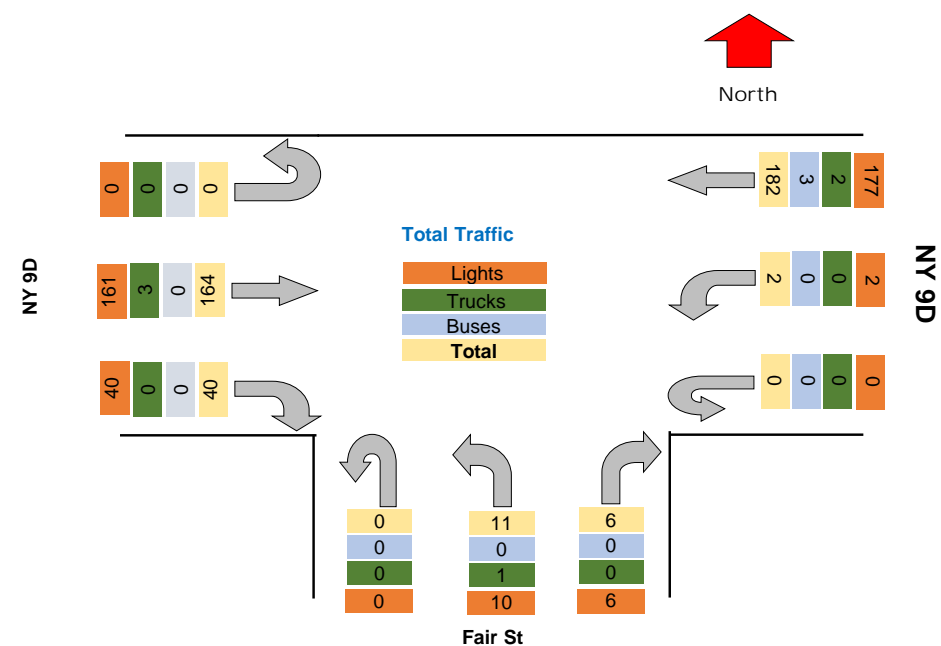 North
0 0 0 0
182 3 2 177
Total Traffic
NY 9D
161 3 0 164
Lights
Trucks
Buses
Total
2 0 0 2
NY 9D
40 0 0 40
0 0 0 0
0 11 6
0 0 0
0 1 0
0 10 6
Fair St